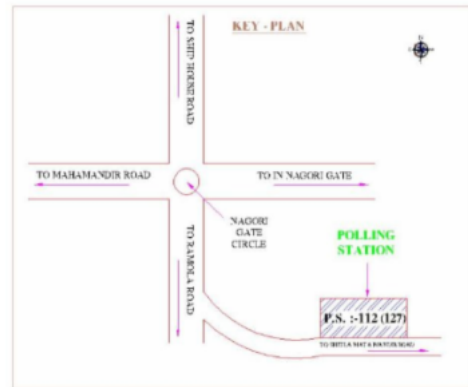 KEY - PLAN
TO SHIP HOUSE ROAD
TO MAHAMANDIR ROAD
TO IN NAGORI GATE
NAGORI
GATE
CIRCLE
TO RAMOLA ROAD
POLLING
STATION
P.S. :-112 (127)
ROAD